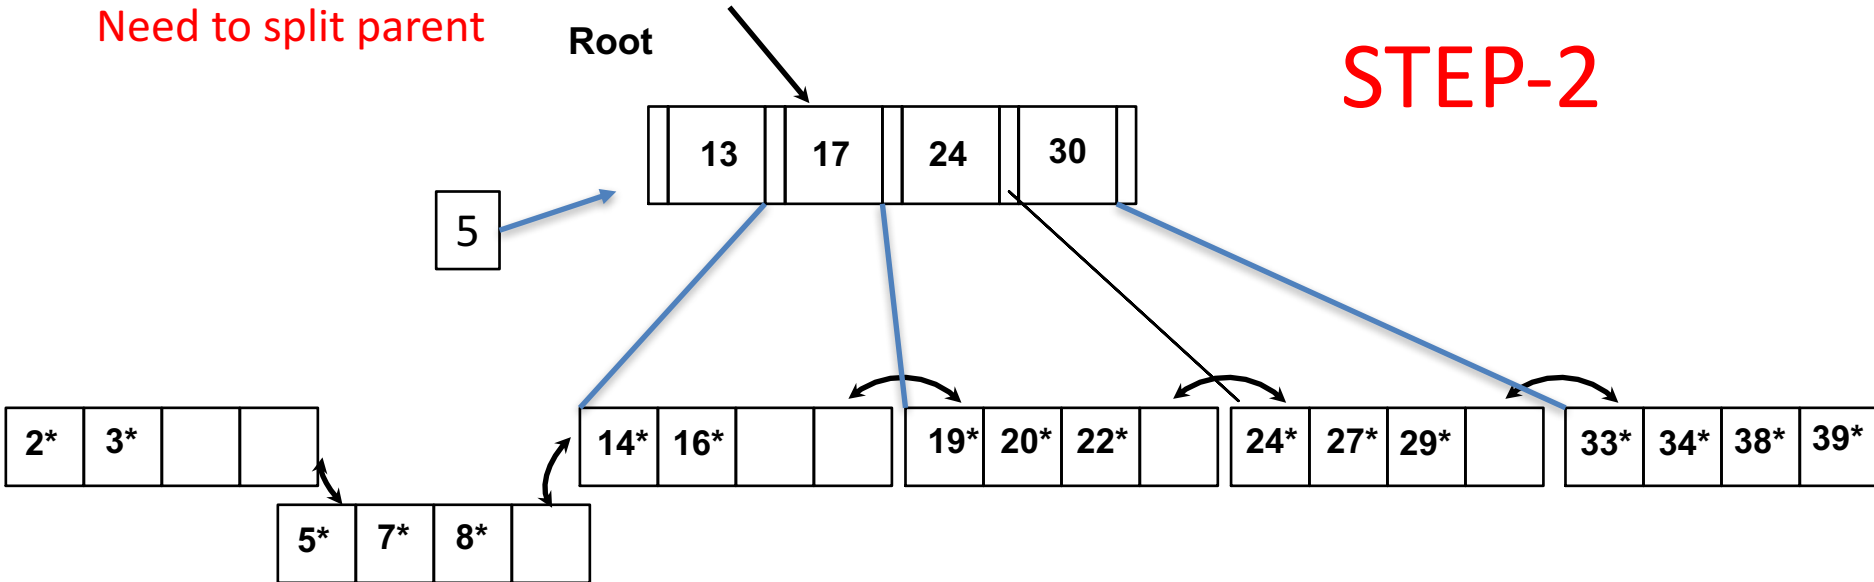 Need to split parent
Root
STEP-2
13 17 24 30
5
2* 3* 14* 16* 19* 20* 22* 24* 27* 29* 33* 34* 38* 39*
5* 7* 8*